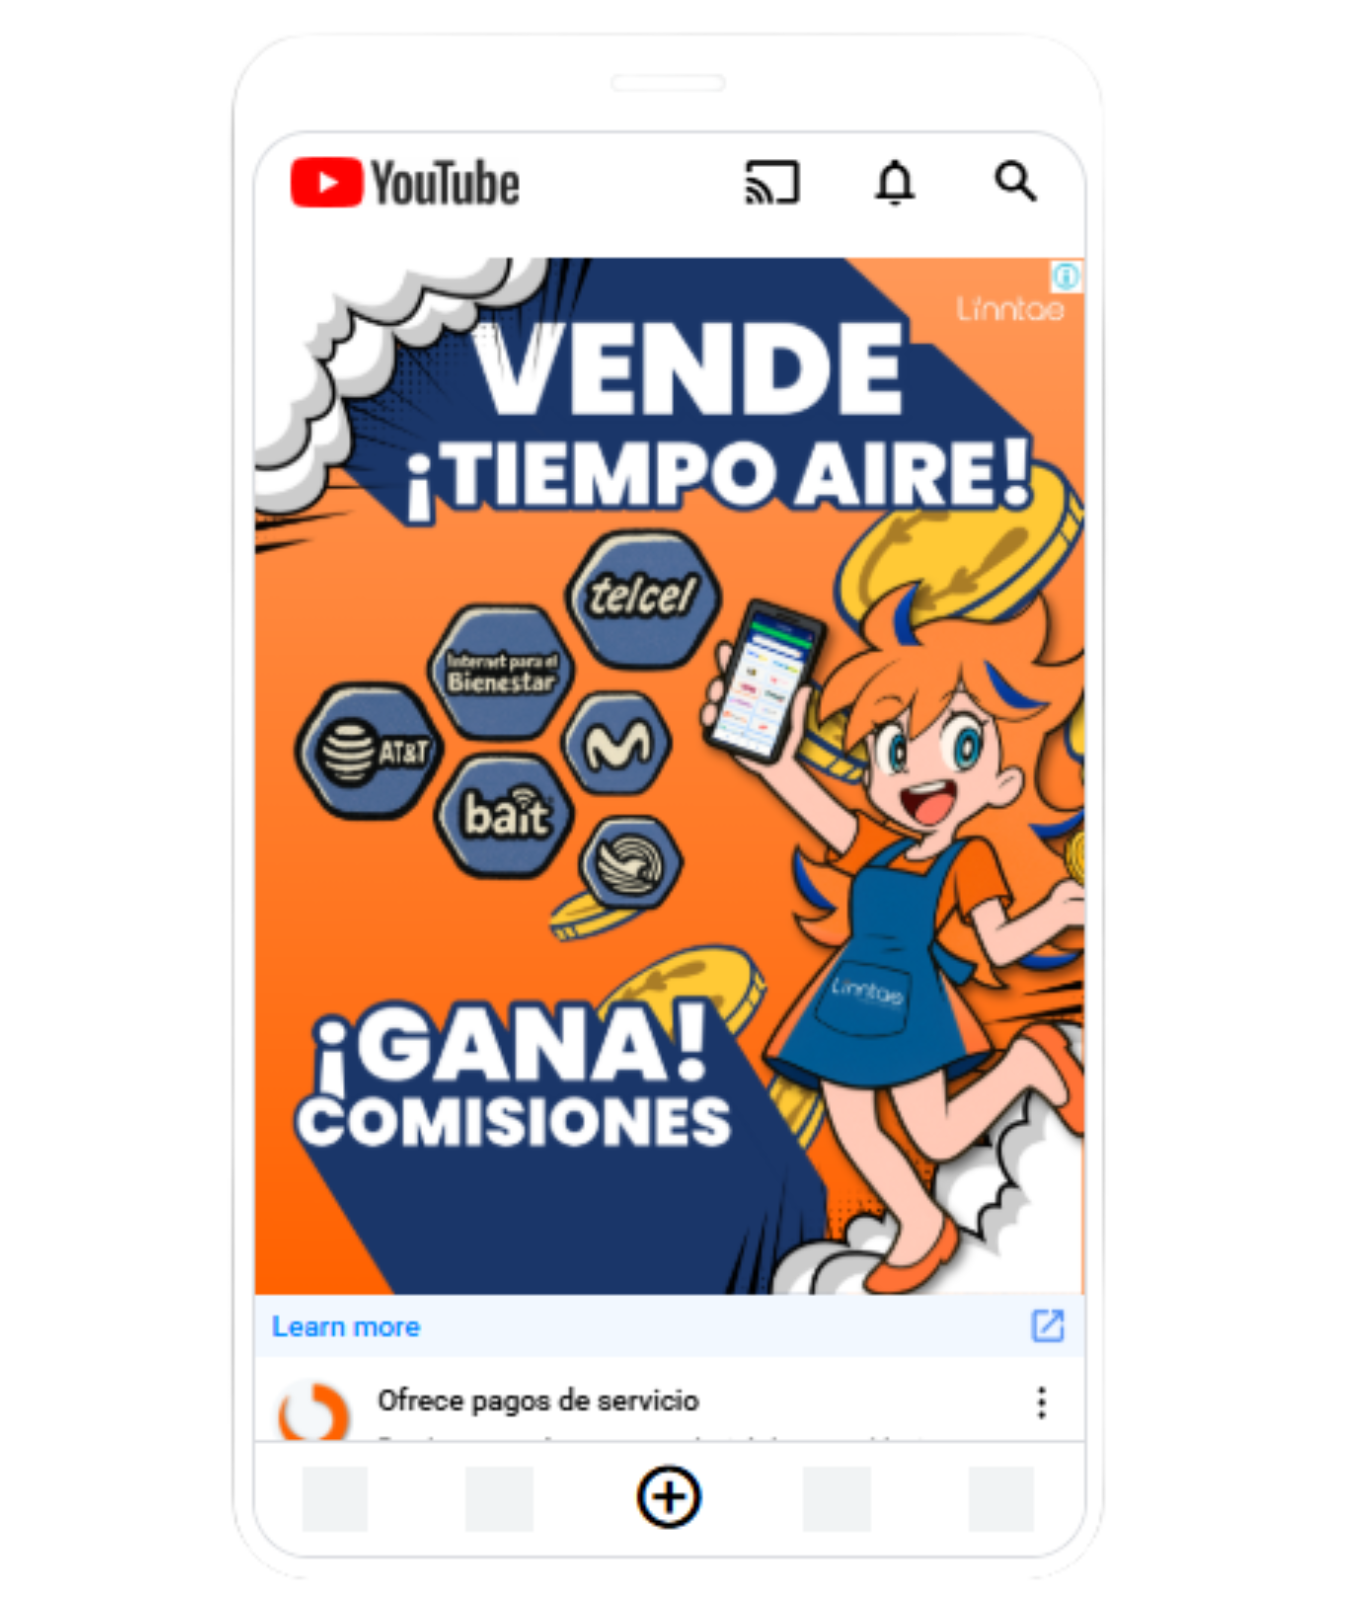 YouTube
Linntae
VENDE
¡TIEMPO AIRE!
telcel
Internet para el
Bienestar
AT&T
bait
Linntae
¡GANA!
COMISIONES
Learn more
Ofrece pagos de servicio